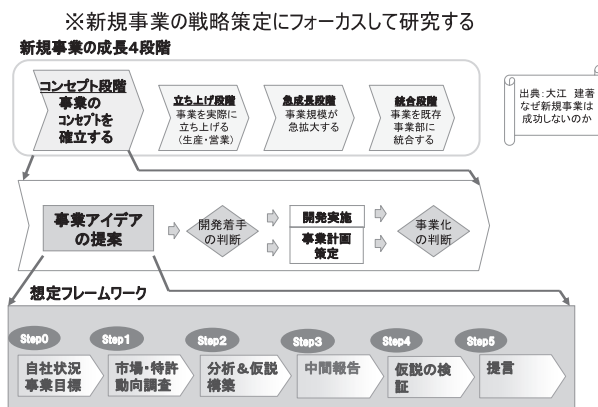 ※新規事業の戦略策定にフォーカスして研究する
新規事業の成長4段階
コンセプト段階
事業の
コンセプトを
確立する
立ち上げ段階
事業を実際に
立ち上げる
(生産・営業)
急成長段階
事業規模が
急拡大する
統合段階
事業を既存
事業部に
統合する
出典:大江 建著
なぜ新規事業は
成功しないのか
事業アイデア
の提案
開発着手
の判断
開発実施
事業計画
策定
事業化
の判断
想定フレームワーク
Step0
自社状況
事業目標
Step1
市場・特許
動向調査
Step2
分析&仮説
構築
Step3
中間報告
Step4
仮説の検
証
Step5
提言